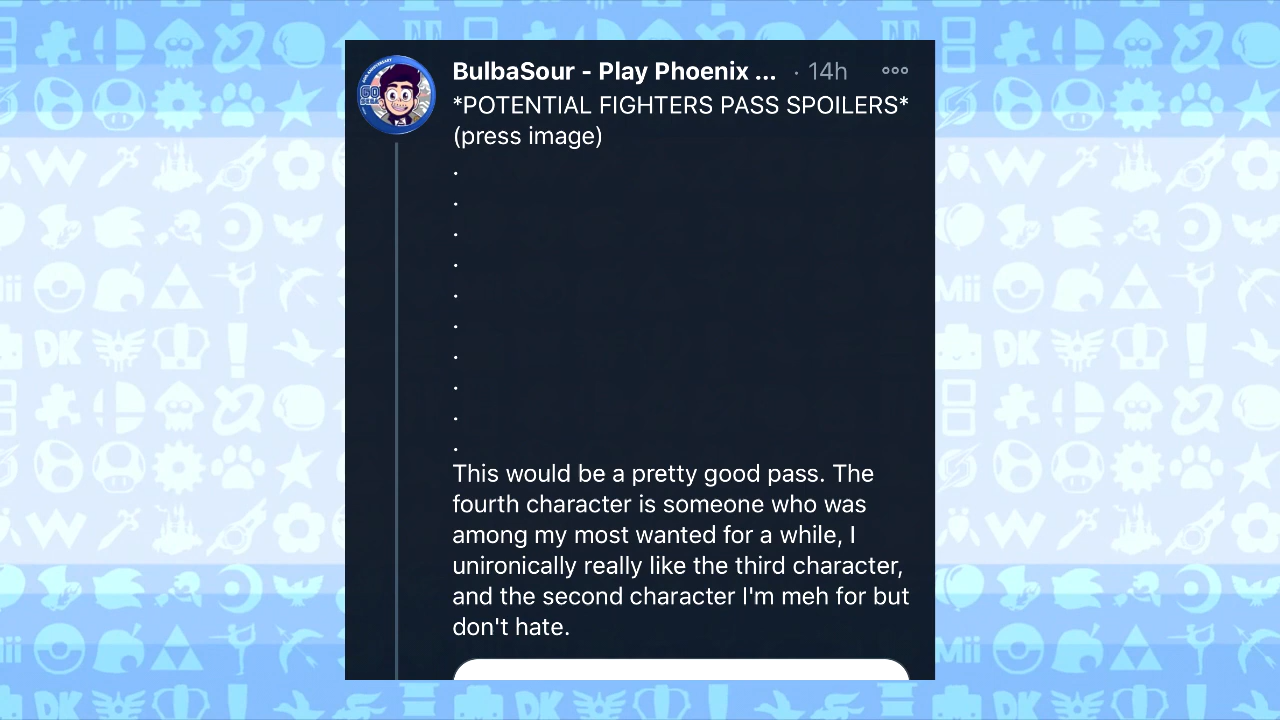 BulbaSour - Play Phoenix ... · 14h
*POTENTIAL FIGHTERS PASS SPOILERS*
(press image)
.
.
.
.
.
.
.
.
.
.
This would be a pretty good pass. The
fourth character is someone who was
among my most wanted for a while, I
unironically really like the third character,
and the second character I'm meh for but
don't hate.